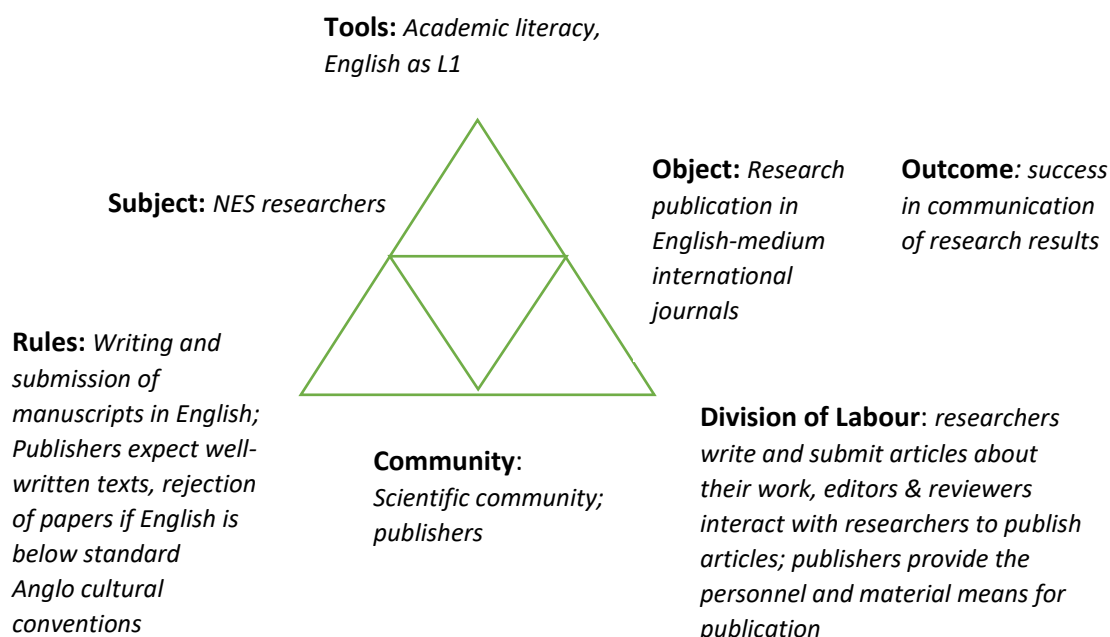 Tools: Academic literacy,
English as L1
Subject: NES researchers
Object: Research
publication in
English-medium
international
journals
Outcome: success
in communication
of research results
Rules: Writing and
submission of
manuscripts in English;
Publishers expect well-
written texts, rejection
of papers if English is
below standard
Anglo cultural
conventions
Community:
Scientific community;
publishers
Division of Labour: researchers
write and submit articles about
their work, editors & reviewers
interact with researchers to publish
articles; publishers provide the
personnel and material means for
publication